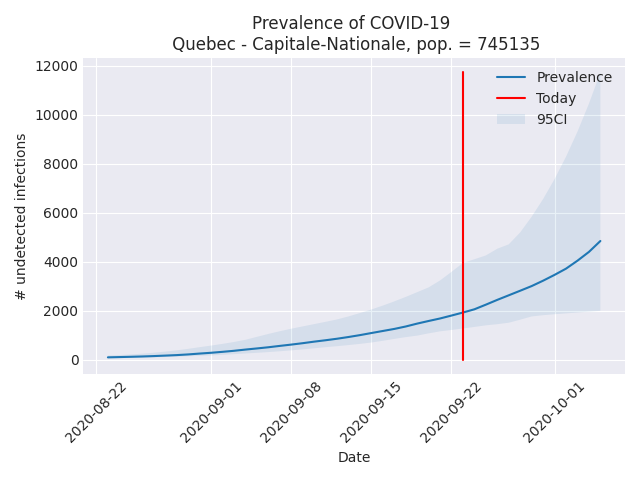 Prevalence of COVID-19
Quebec - Capitale-Nationale, pop. = 745135
12000
10000
8000
6000
4000
2000
0
# undetected infections
Prevalence
Today
95CI
2020-08-22
2020-09-01
2020-09-08
2020-09-15
2020-09-22
2020-10-01
Date